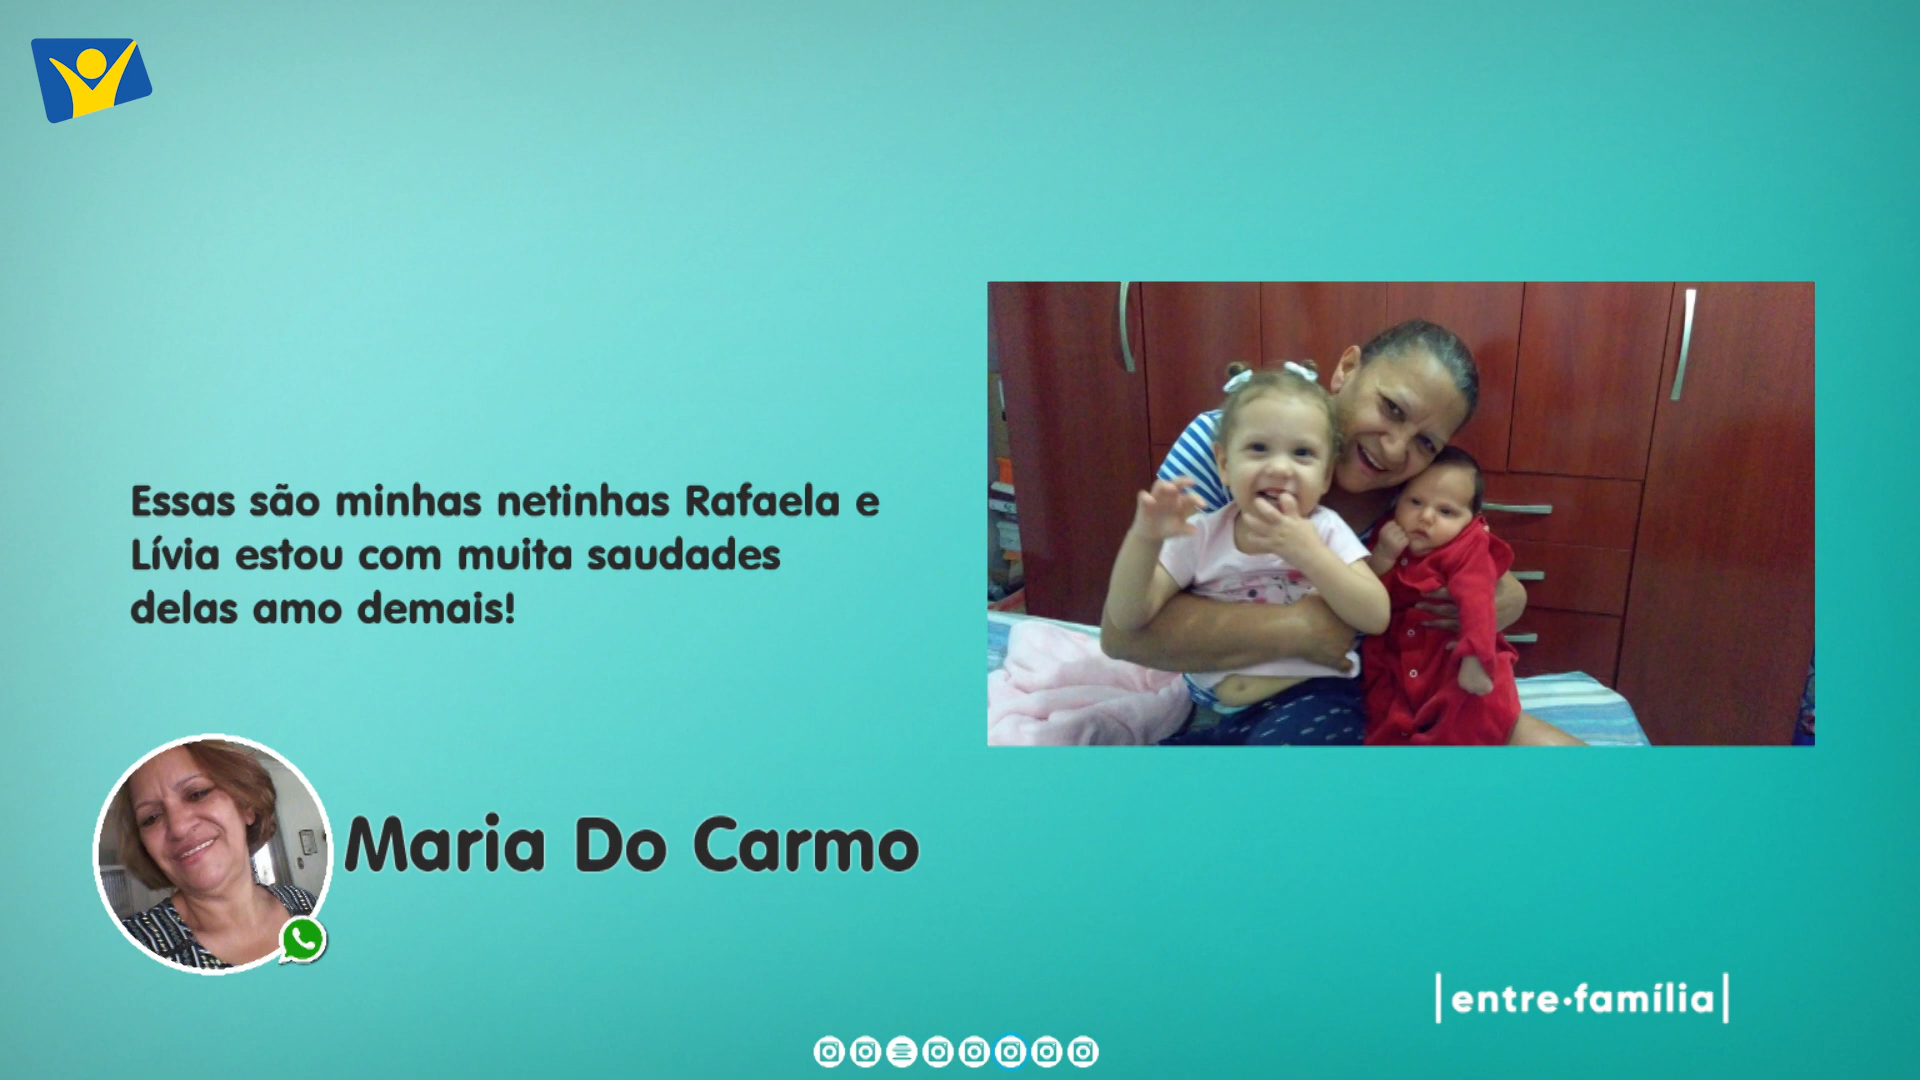 Essas são minhas netinhas Rafaela e
Lívia estou com muita saudades
delas amo demais!
Maria Do Carmo
|entre•família|